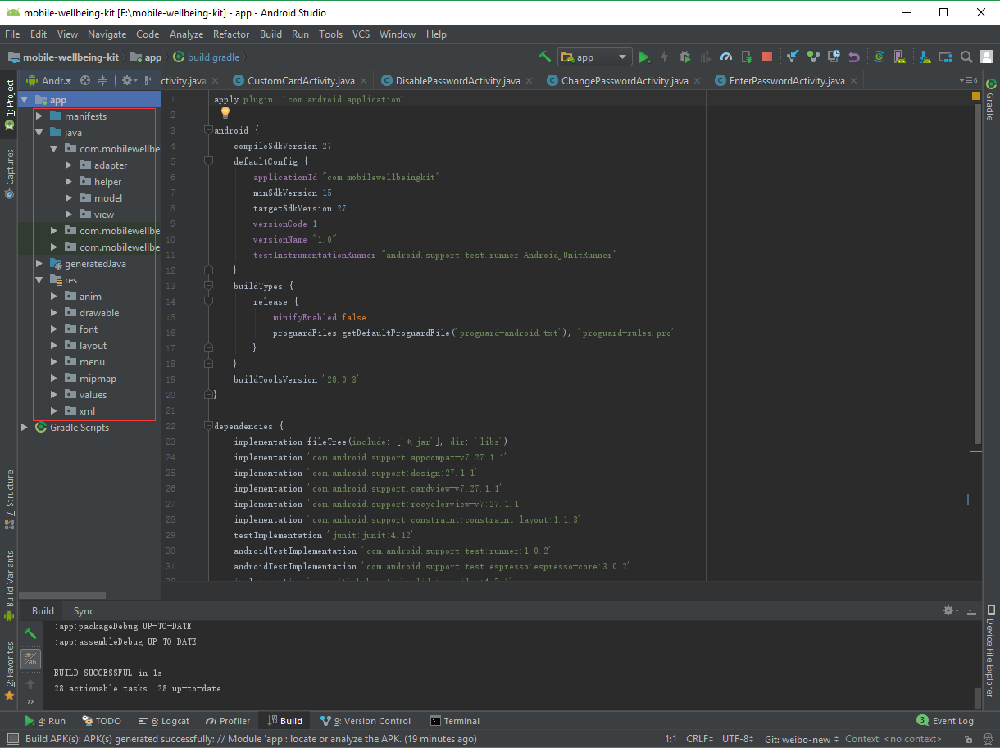 mobile-wellbeing-kit [E:\mobile-wellbeing-kit] - app - Android Studio
File Edit View Navigate Code Analyze Refactor Build Run Tools VCS Window Help
mobile-wellbeing-kit app build.gradle app
Andr.. ctivity.java CustomCardActivity.java DisablePasswordActivity.java ChangePasswordActivity.java EnterPasswordActivity.java 6
1: Project
Captures
7: Structure
Build Variants
2: Favorites
Gradle
Device File Explorer
app
manifests
java
com.mobilewellbe
adapter
helper
model
view
com.mobilewellbe
com.mobilewellbe
generatedJava
res
anim
drawable
font
layout
menu
mipmap
values
xml
Gradle Scripts
1 apply plugin: 'com.android.application'
2
3 android {
4 compileSdkVersion 27
5 defaultConfig {
6 applicationId "com.mobilewellbeingkit"
7 minSdkVersion 15
8 targetSdkVersion 27
9 versionCode 1
10 versionName "1.0"
11 testInstrumentationRunner "android.support.test.runner.AndroidJUnitRunner"
12 }
13 buildTypes {
14 release {
15 minifyEnabled false
16 proguardFiles getDefaultProguardFile('proguard-android.txt'), 'proguard-rules.pro'
17 }
18 }
19 buildToolsVersion '28.0.3'
20 }
21
22 dependencies {
23 implementation fileTree(include: ['*.jar'], dir: 'libs')
24 implementation 'com.android.support:appcompat-v7:27.1.1'
25 implementation 'com.android.support:design:27.1.1'
26 implementation 'com.android.support:cardview-v7:27.1.1'
27 implementation 'com.android.support:recyclerview-v7:27.1.1'
28 implementation 'com.android.support.constraint:constraint-layout:1.1.3'
29 testImplementation 'junit:junit:4.12'
30 androidTestImplementation 'com.android.support.test:runner:1.0.2'
31 androidTestImplementation 'com.android.support.test.espresso:espresso-core:3.0.2'
Build Sync
:app:packageDebug UP-TO-DATE
:app:assembleDebug UP-TO-DATE
BUILD SUCCESSFUL in 1s
28 actionable tasks: 28 up-to-date
4: Run TODO 6: Logcat Profiler Build 9: Version Control Terminal 3 Event Log
Build APK(s): APK(s) generated successfully: // Module 'app': locate or analyze the APK. (19 minutes ago) 1:1 CRLF UTF-8 Git: weibo-new Context: <no context>